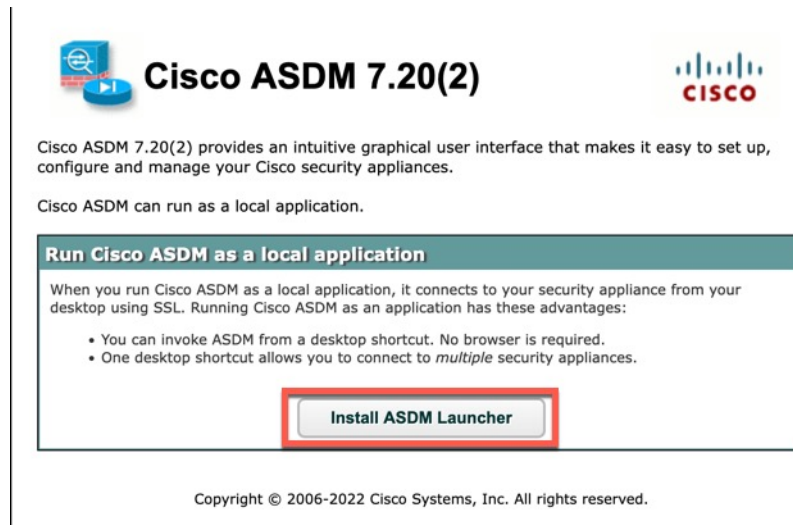 Cisco ASDM 7.20(2)
CISCO
Cisco ASDM 7.20(2) provides an intuitive graphical user interface that makes it easy to set up,
configure and manage your Cisco security appliances.
Cisco ASDM can run as a local application.
Run Cisco ASDM as a local application
When you run Cisco ASDM as a local application, it connects to your security appliance from your
desktop using SSL. Running Cisco ASDM as an application has these advantages:
• You can invoke ASDM from a desktop shortcut. No browser is required.
• One desktop shortcut allows you to connect to multiple security appliances.
Install ASDM Launcher
Copyright © 2006-2022 Cisco Systems, Inc. All rights reserved.